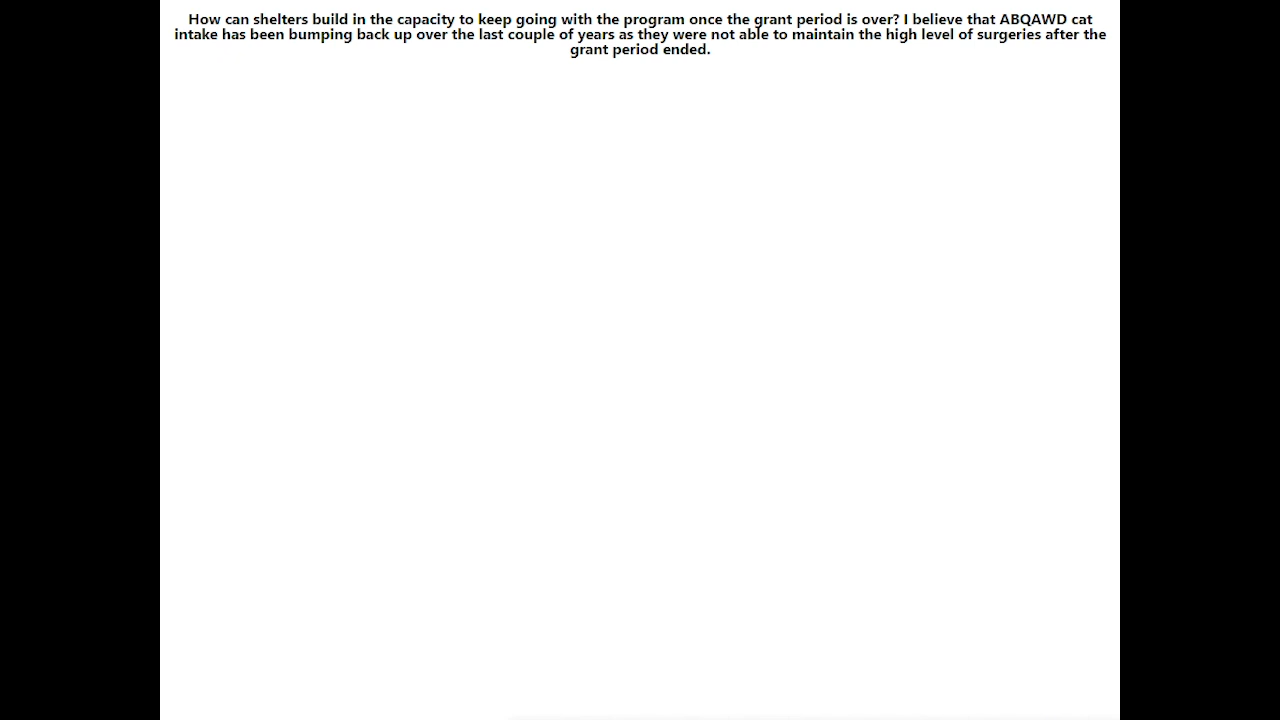 How can shelters build in the capacity to keep going with the program once the grant period is over? I believe that ABQAWD cat
intake has been bumping back up over the last couple of years as they were not able to maintain the high level of surgeries after the
grant period ended.